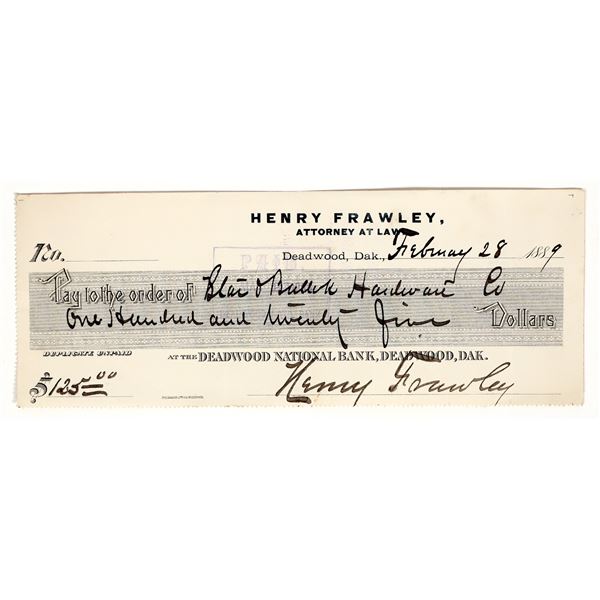 HENRY FRAWLEY,
ATTORNEY AT LAW
PAID
No.
Deadwood, Dak., February 28 1889
Pay to the order of & Bullock Hardware Co
One Hundred and twenty five Dollars
DUPLICATE UNPAID AT THE DEADWOOD NATIONAL BANK, DEADWOOD, DAK.
$125.00 Henry Frawley